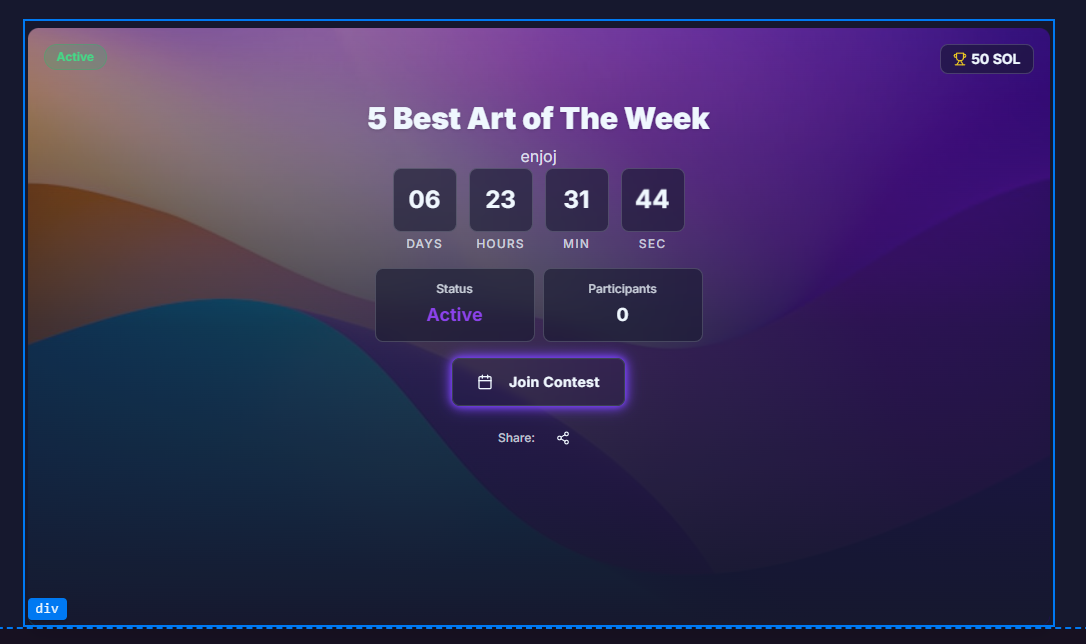 Active
50 SOL
5 Best Art of The Week
enjoj
06 23 31 44
DAYS HOURS MIN SEC
Status Participants
Active 0
Join Contest
Share:
div